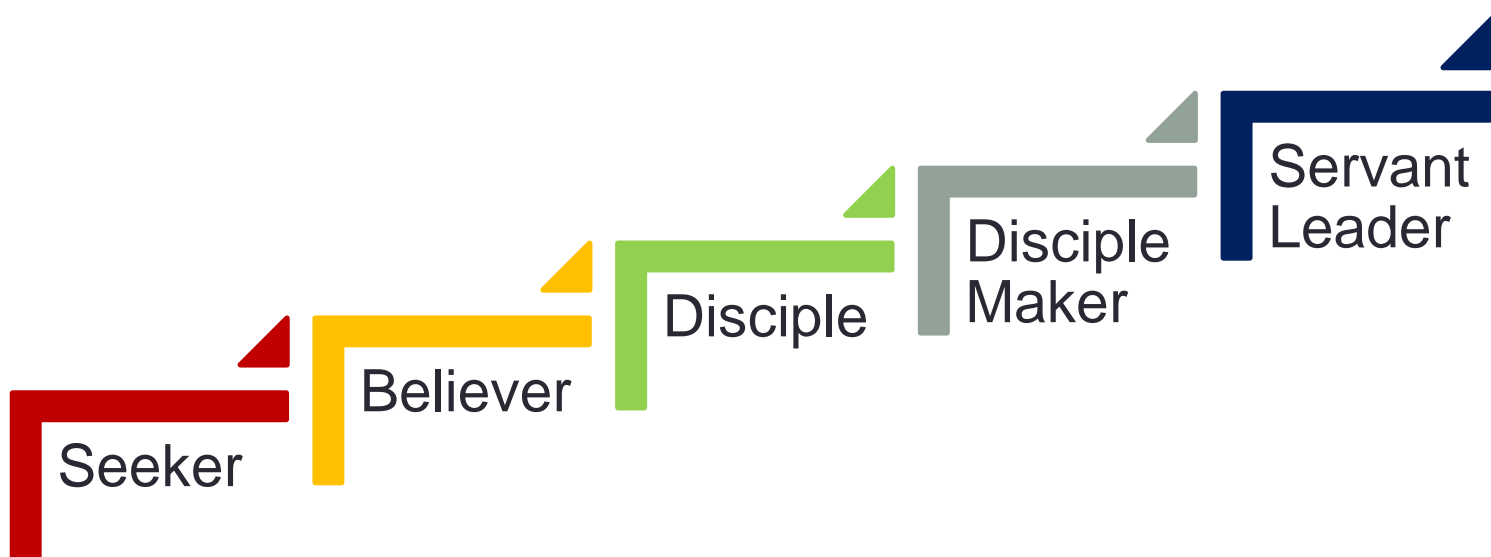 Seeker
Believer
Disciple
Disciple
Maker
Servant
Leader